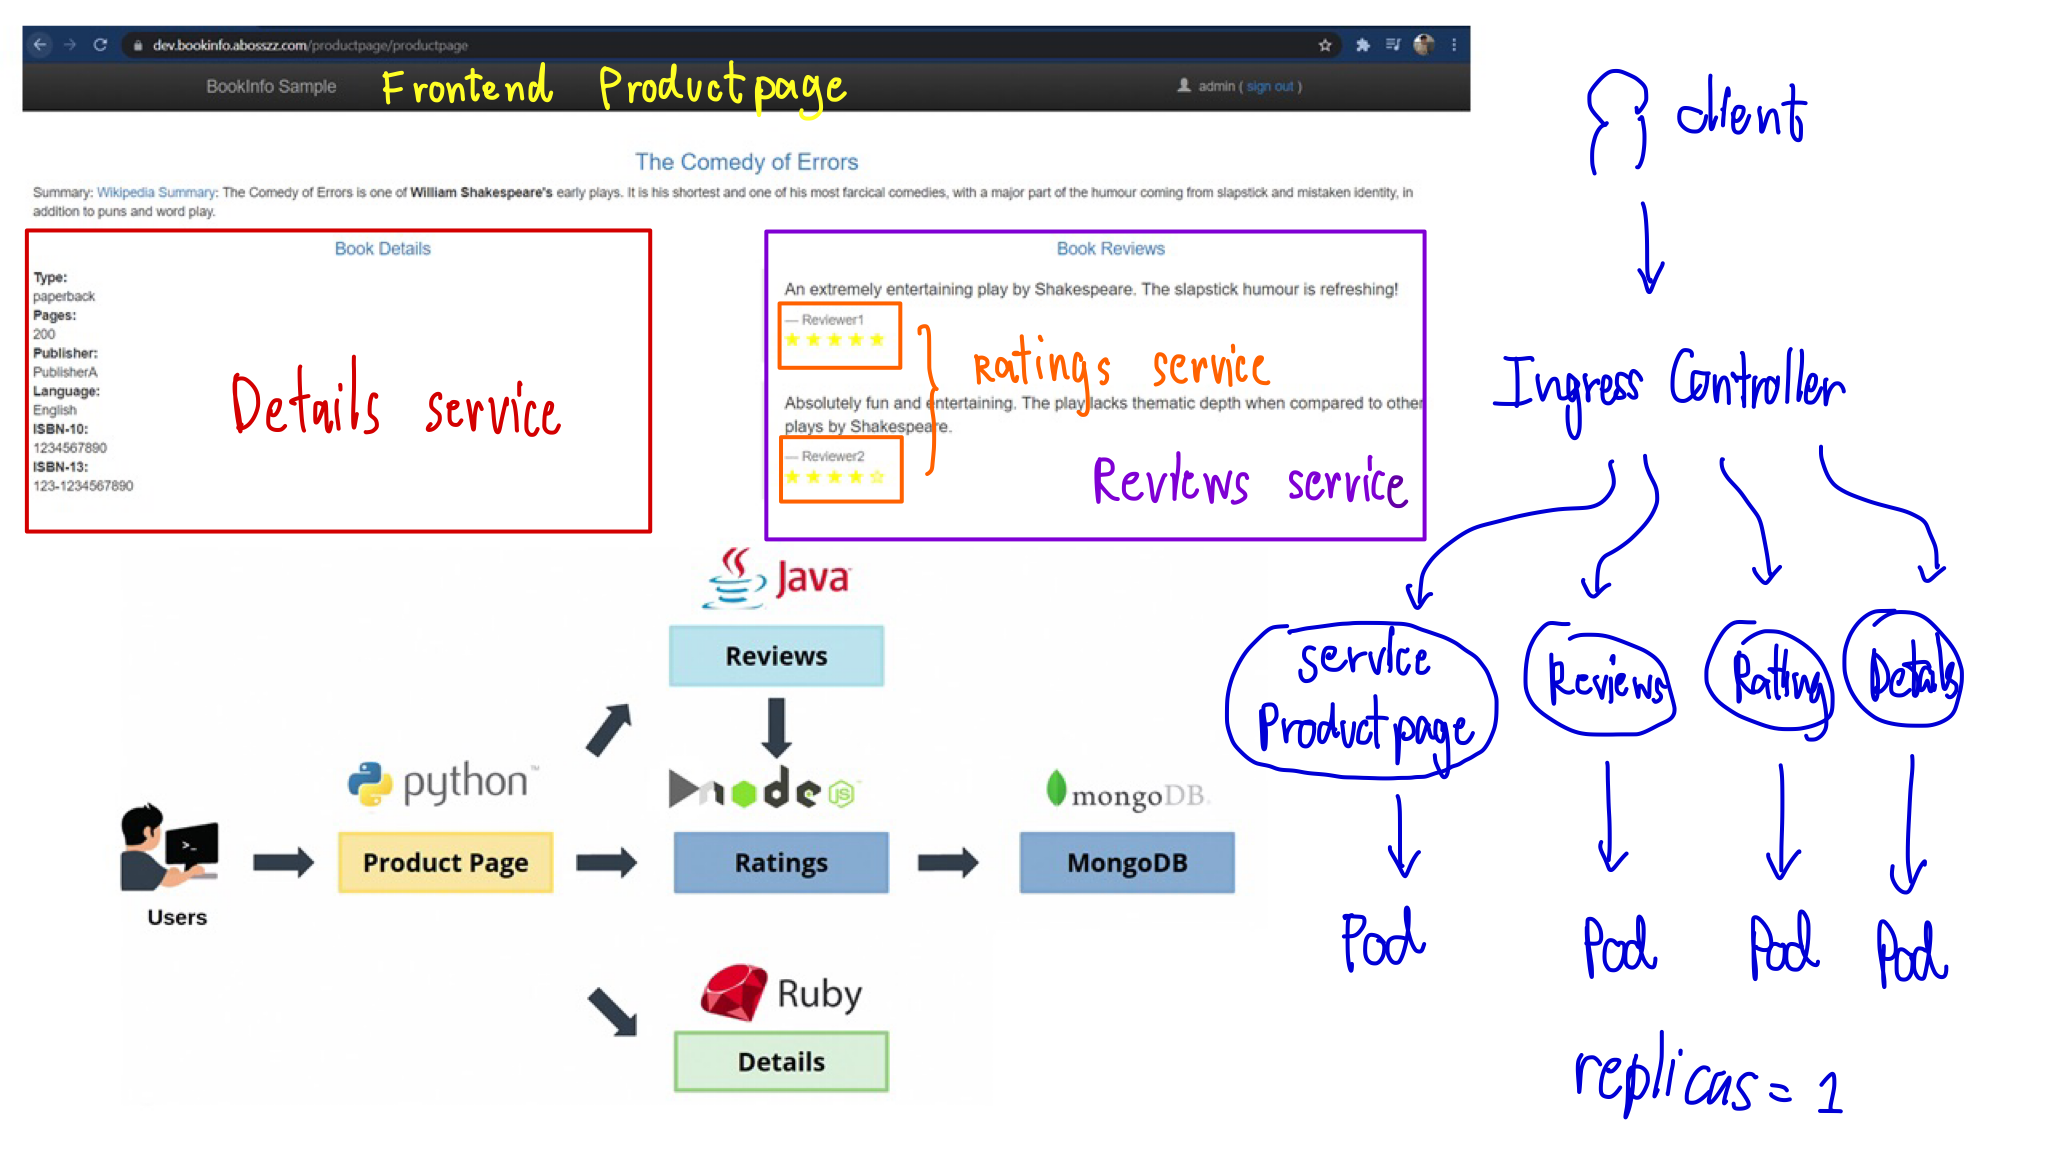 dev.bookinfo.abosszz.com/productpage/productpage
BookInfo Sample
Frontend Productpage
admin ( sign out )
The Comedy of Errors
Summary: Wikipedia Summary: The Comedy of Errors is one of William Shakespeare's early plays. It is his shortest and one of his most farcical comedies, with a major part of the humour coming from slapstick and mistaken identity, in
addition to puns and word play.
Book Details
Type:
paperback
Pages:
200
Publisher:
PublisherA
Language:
English
ISBN-10:
1234567890
ISBN-13:
123-1234567890
Details service
Book Reviews
An extremely entertaining play by Shakespeare. The slapstick humour is refreshing!
— Reviewer1
Ratings service
Absolutely fun and entertaining. The play lacks thematic depth when compared to other
plays by Shakespeare.
— Reviewer2
Reviews service
Java
Reviews
python™
node JS
mongoDB.
>_
Users
Product Page
Ratings
MongoDB
Ruby
Details
client
Ingress Controller
service
Productpage
Reviews
Ratting
Details
Pod
Pod
Pod
Pod
replicas = 1